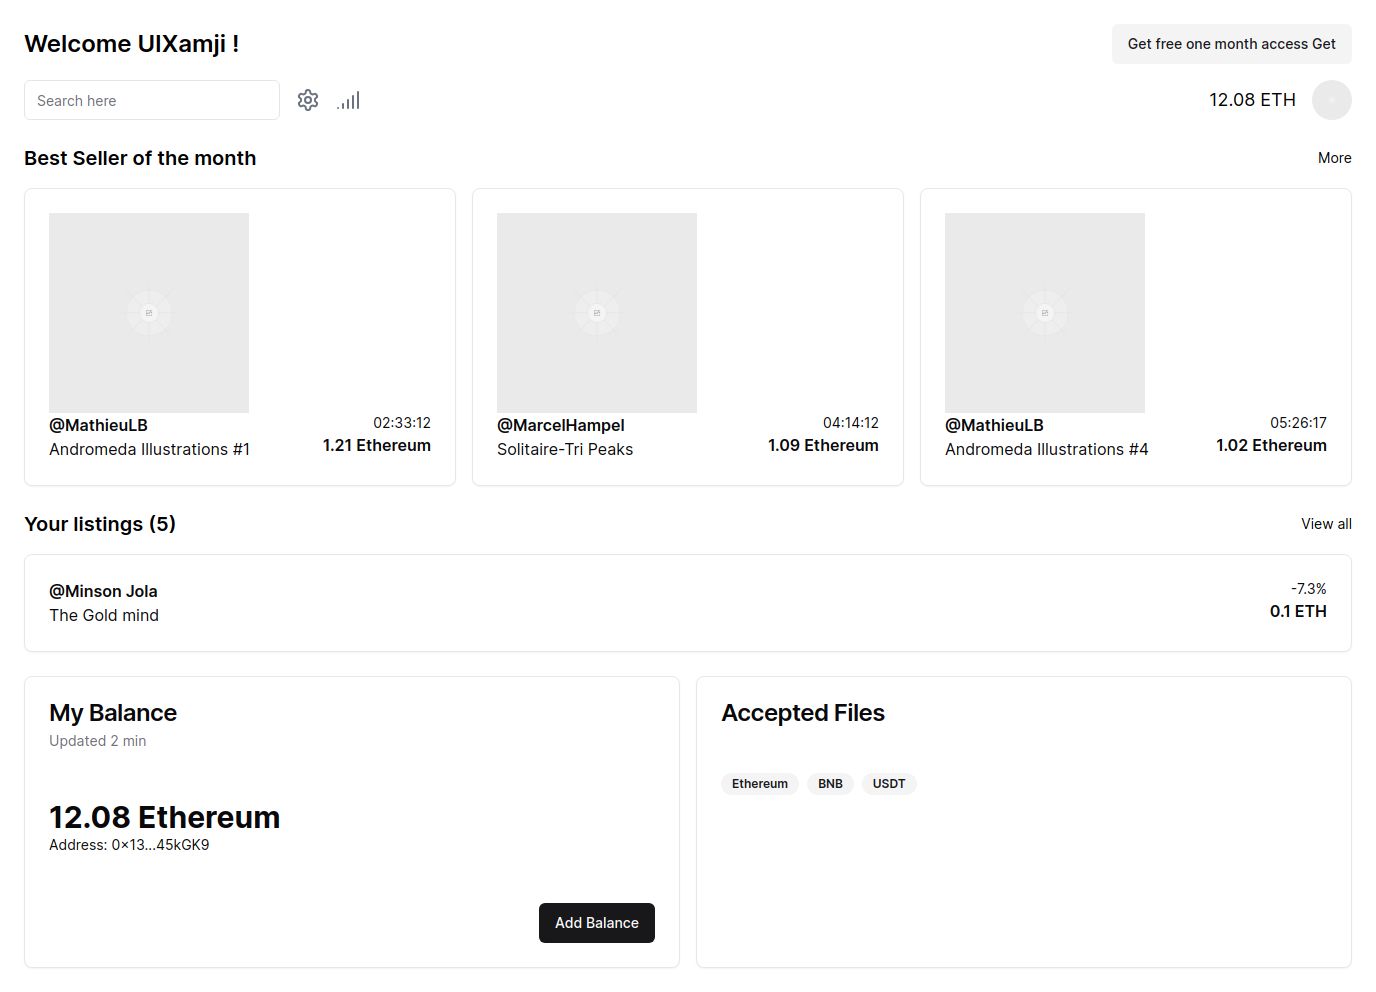 Welcome UIXamji !
Get free one month access Get
Search here
12.08 ETH
Best Seller of the month
More
@MathieuLB
Andromeda Illustrations #1
02:33:12
1.21 Ethereum
@MarcelHampel
Solitaire-Tri Peaks
04:14:12
1.09 Ethereum
@MathieuLB
Andromeda Illustrations #4
05:26:17
1.02 Ethereum
Your listings (5)
View all
@Minson Jola
The Gold mind
-7.3%
0.1 ETH
My Balance
Updated 2 min
12.08 Ethereum
Address: 0×13...45kGK9
Add Balance
Accepted Files
Ethereum
BNB
USDT